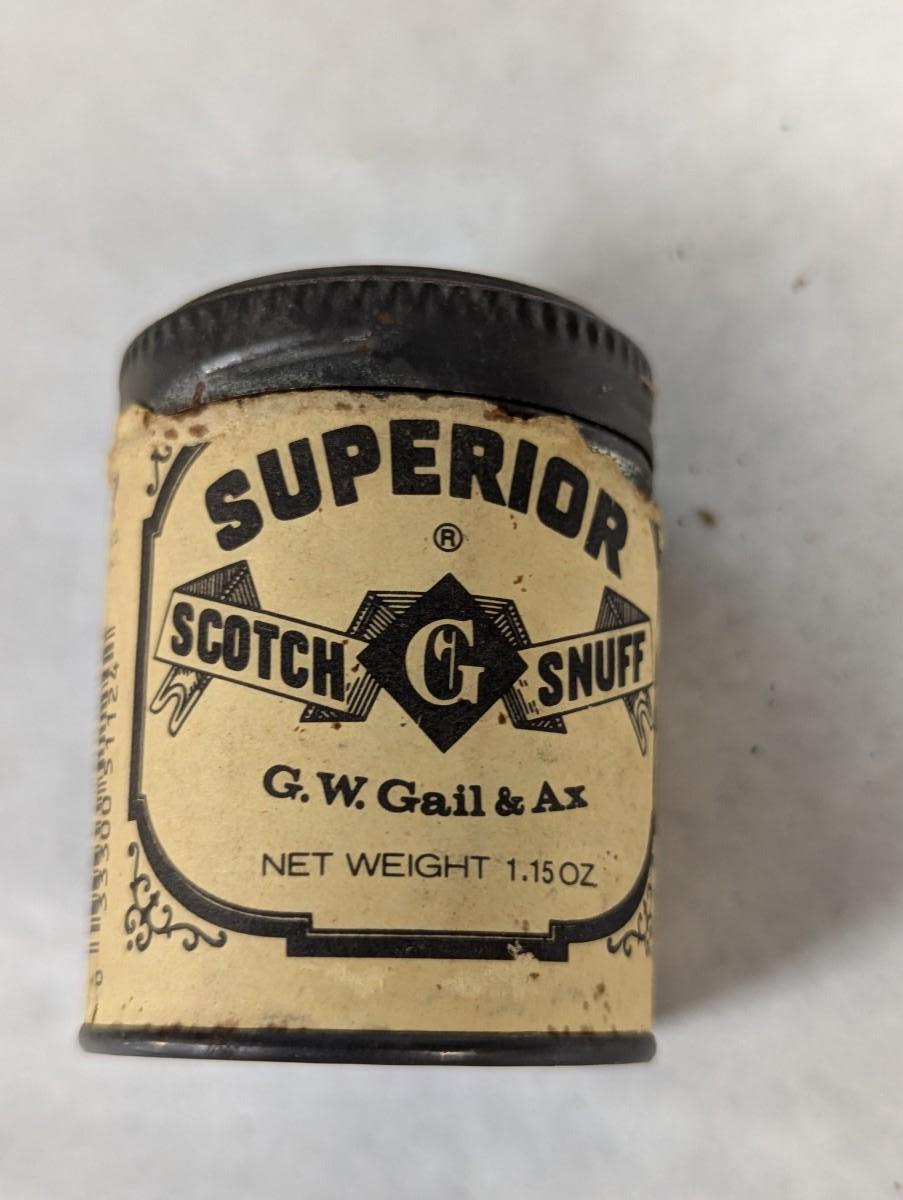 SUPERIOR
®
SCOTCH G SNUFF
G. W. Gail & Ax
NET WEIGHT 1.15 OZ